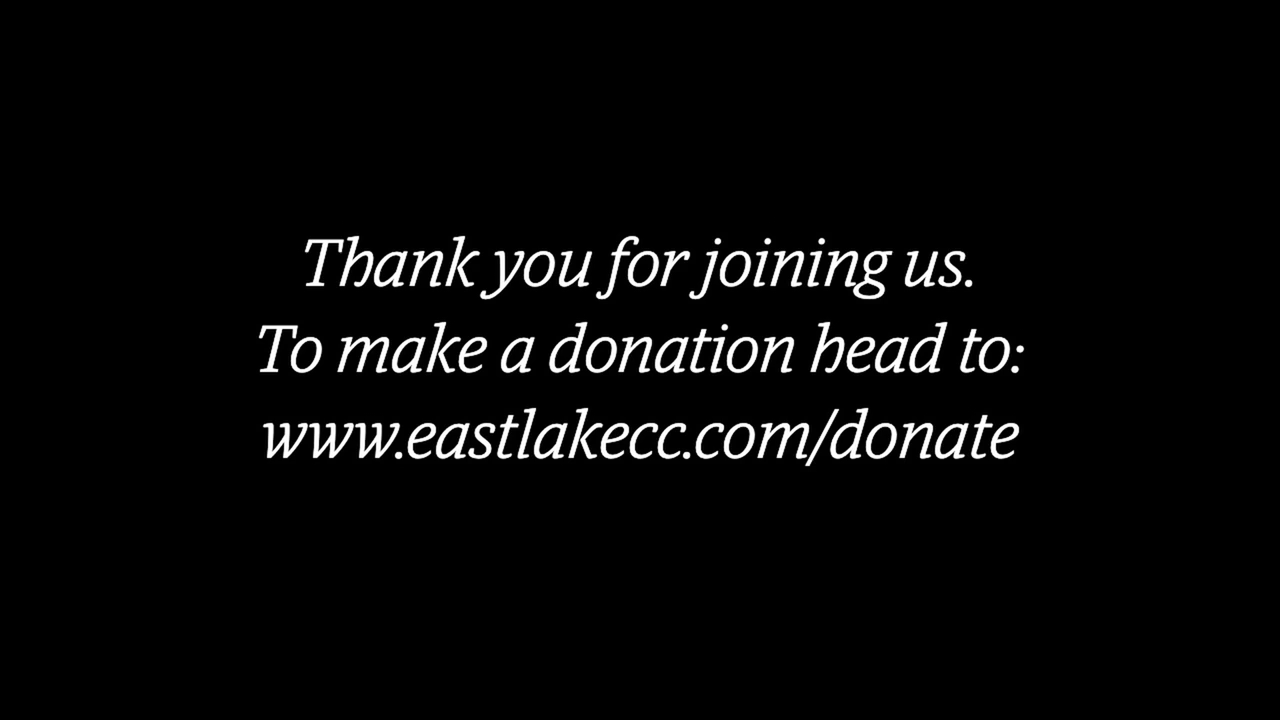 Thank you for joining us.
To make a donation head to:
www.eastlakecc.com/donate